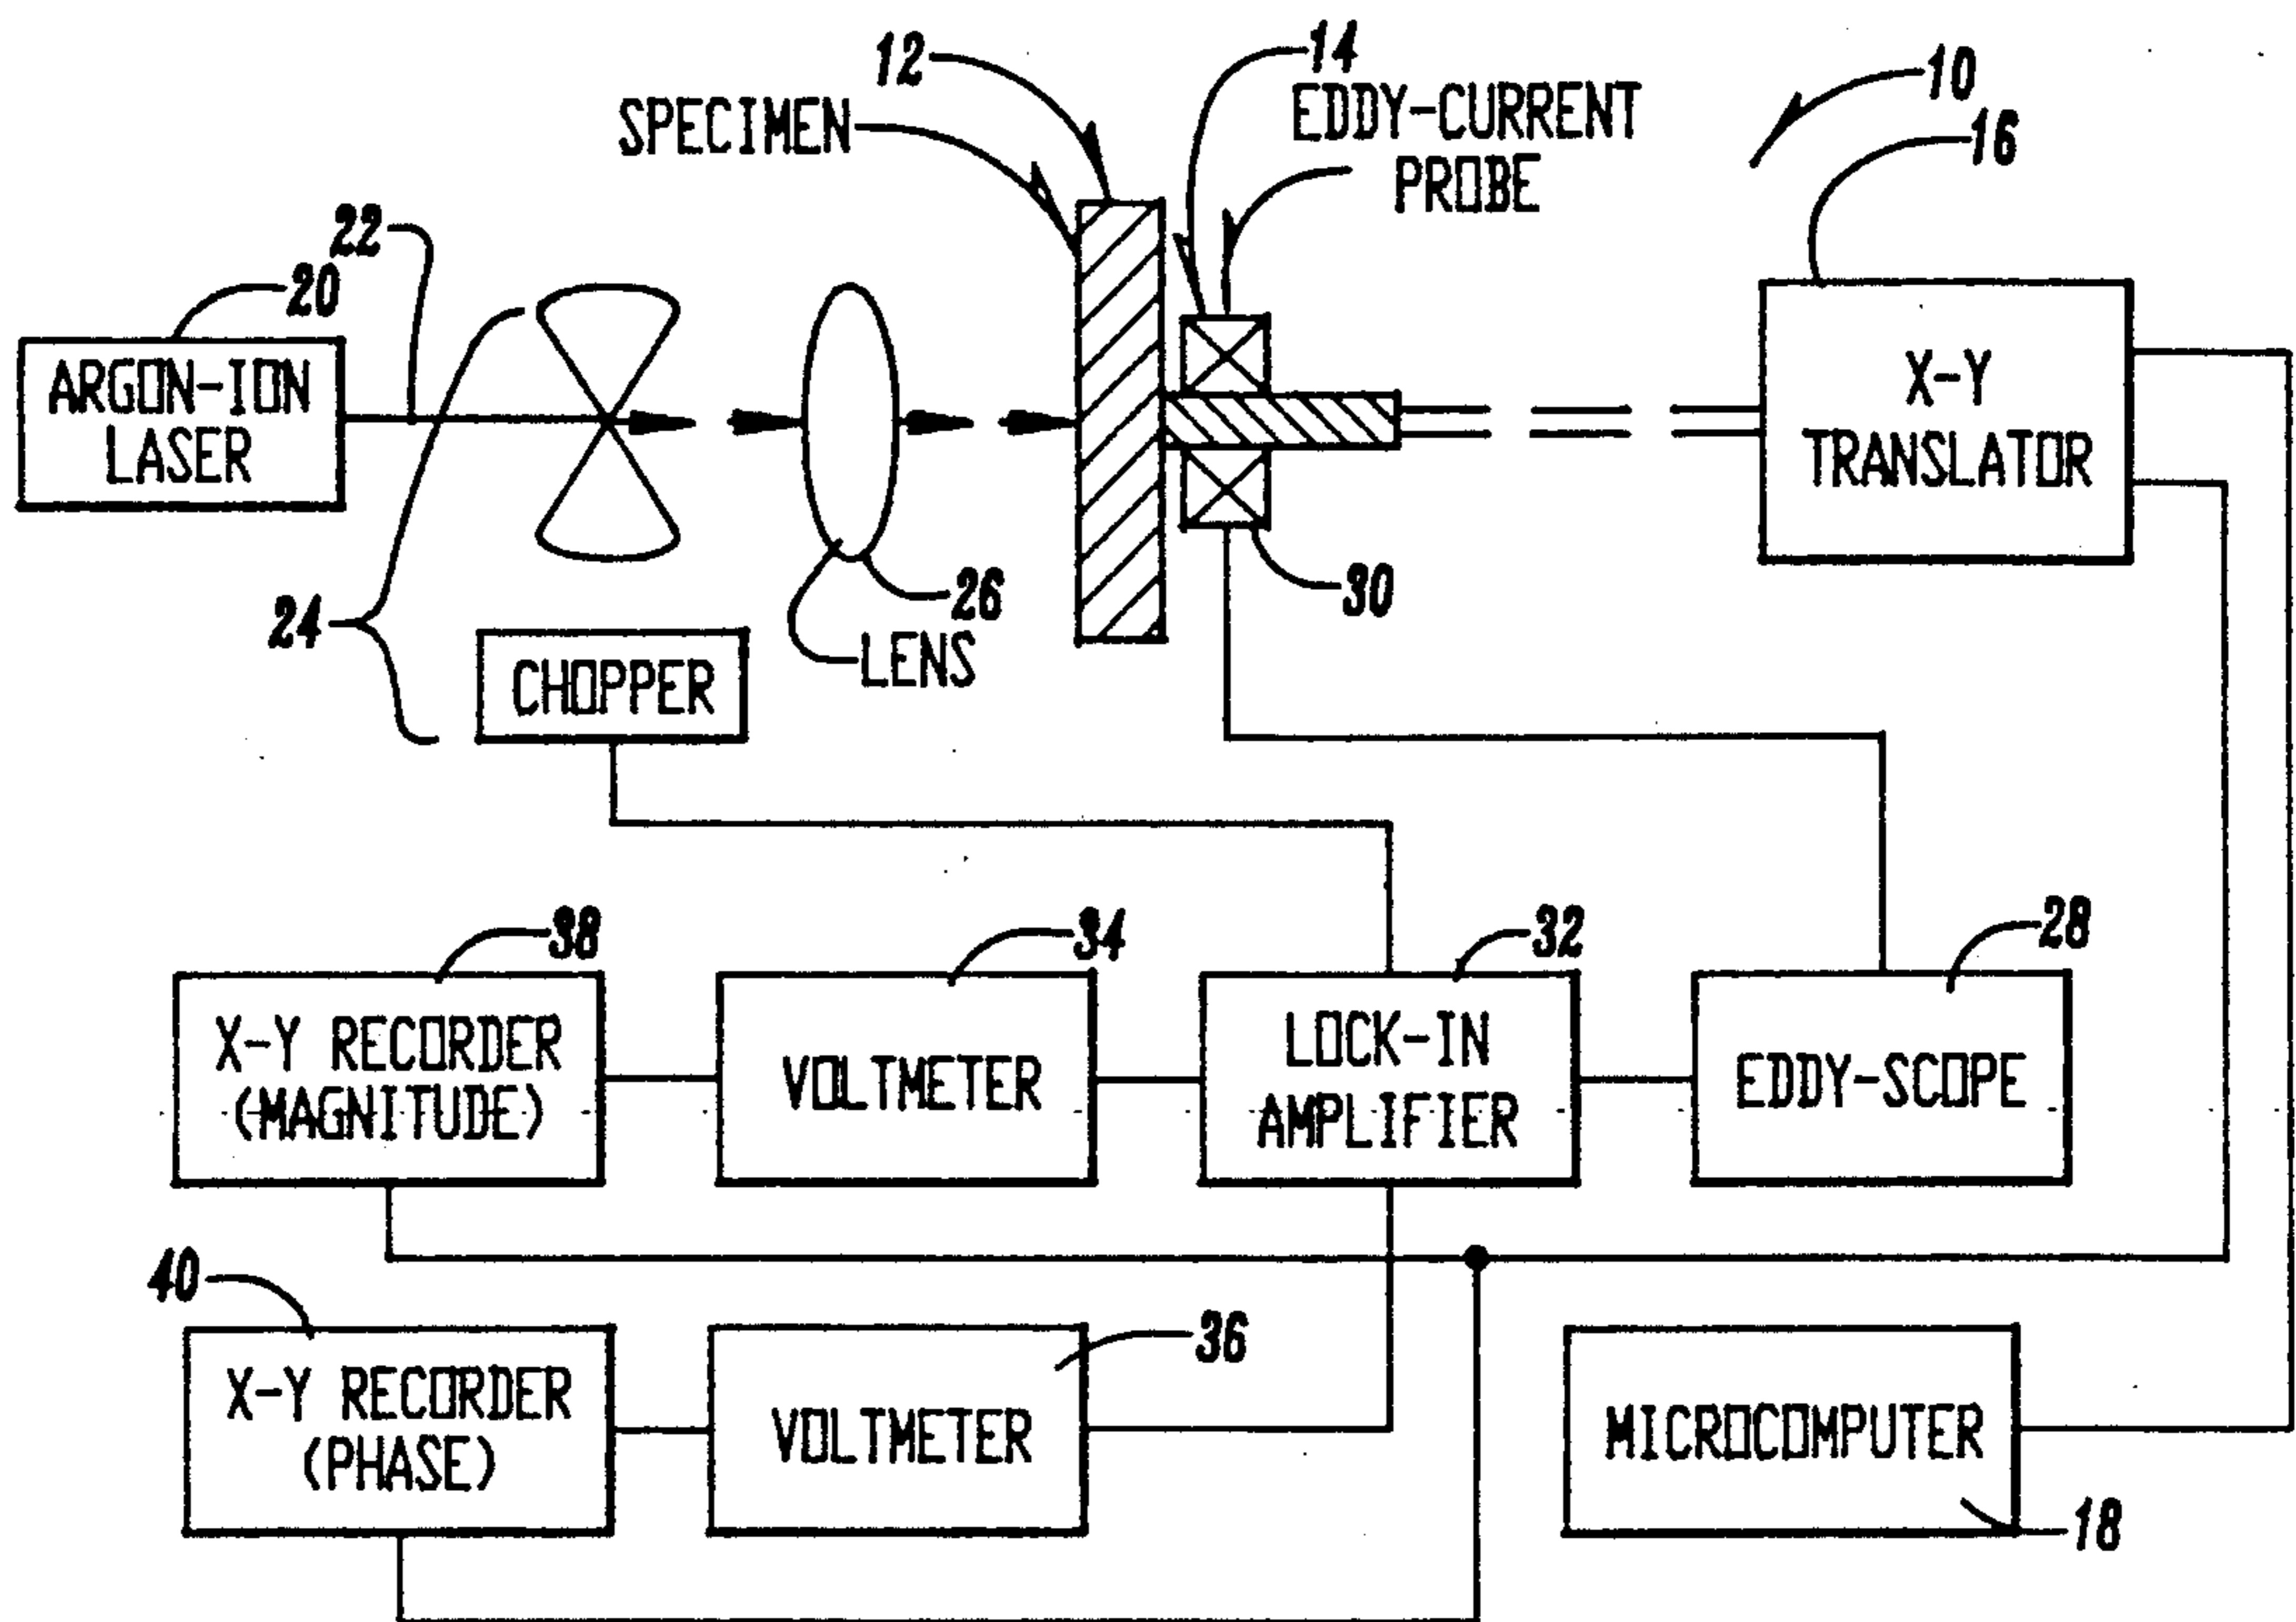 12
14
10
SPECIMEN
EDDY-CURRENT
PROBE
16
22
20
ARGON-ION
LASER
X-Y
TRANSLATOR
24
26
30
LENS
CHOPPER
38
34
32
28
X-Y RECORDER
(MAGNITUDE)
VOLTMETER
LOCK-IN
AMPLIFIER
EDDY-SCOPE
40
36
X-Y RECORDER
(PHASE)
VOLTMETER
MICROCOMPUTER
18